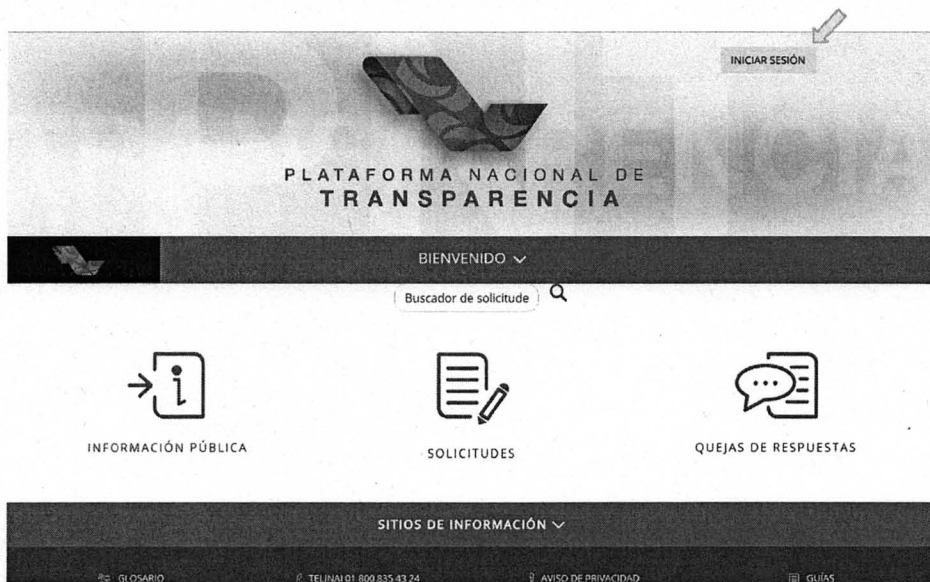 INICIAR SESIÓN
PLATAFORMA NACIONAL DE
TRANSPARENCIA
BIENVENIDO
Buscador de solicitude
INFORMACIÓN PÚBLICA
SOLICITUDES
QUEJAS DE RESPUESTAS
SITIOS DE INFORMACIÓN
GLOSARIO
TELINAI 01 800 835 43 24
AVISO DE PRIVACIDAD
GUÍAS